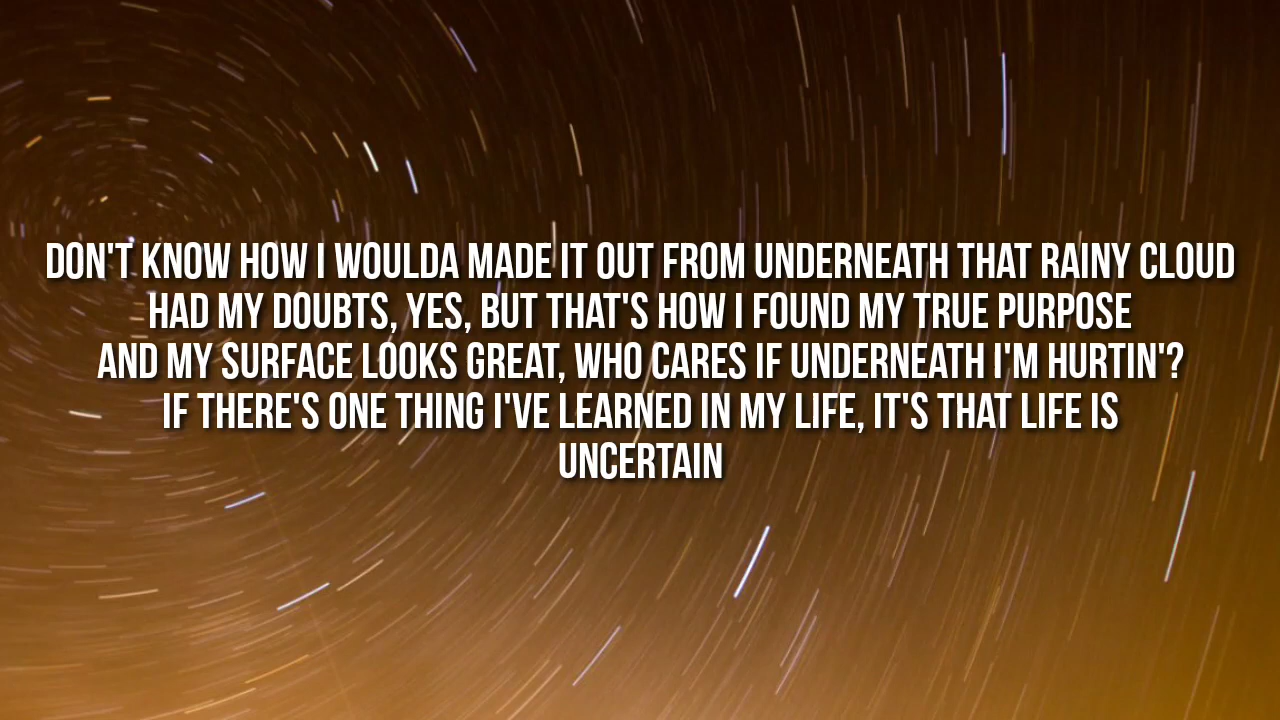 DON'T KNOW HOW I WOULDA MADE IT OUT FROM UNDERNEATH THAT RAINY CLOUD
HAD MY DOUBTS, YES, BUT THAT'S HOW I FOUND MY TRUE PURPOSE
AND MY SURFACE LOOKS GREAT, WHO CARES IF UNDERNEATH I'M HURTIN'?
IF THERE'S ONE THING I'VE LEARNED IN MY LIFE, IT'S THAT LIFE IS
UNCERTAIN